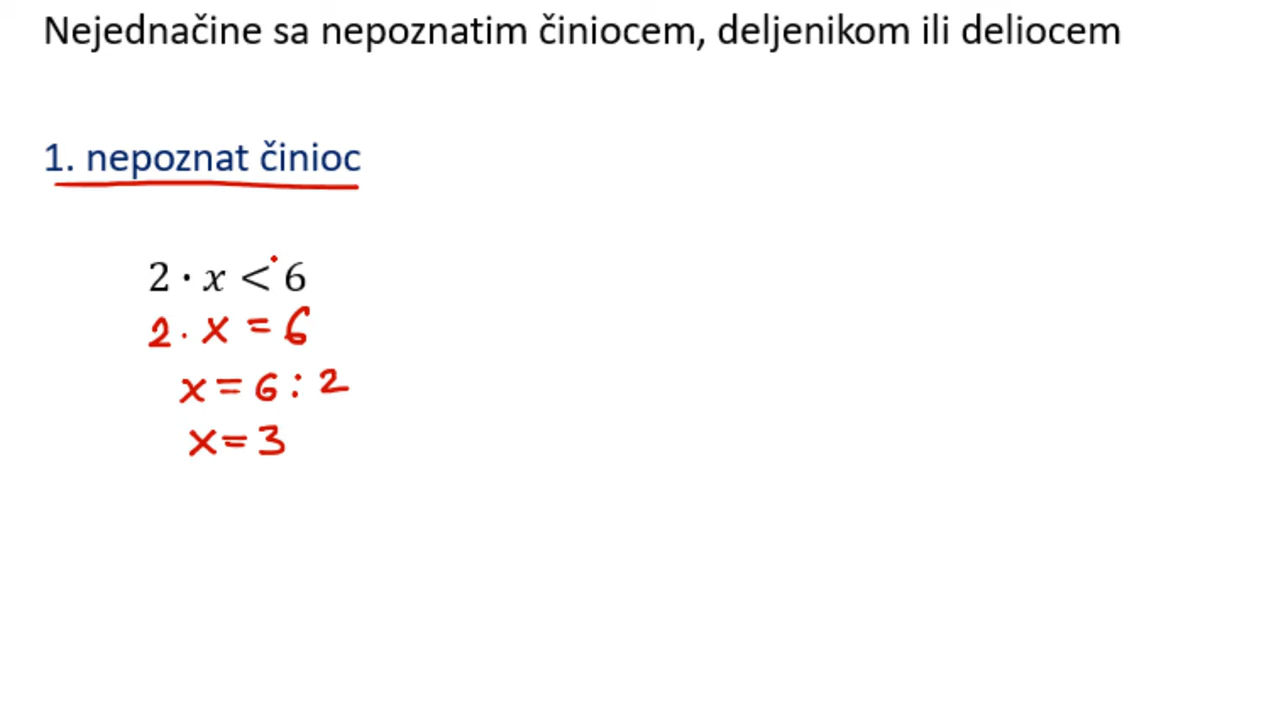 Nejednačine sa nepoznatim činiocem, deljenikom ili deliocem
1. nepoznat činioc
2 · x < 6
2 · x = 6
x = 6 : 2
x = 3